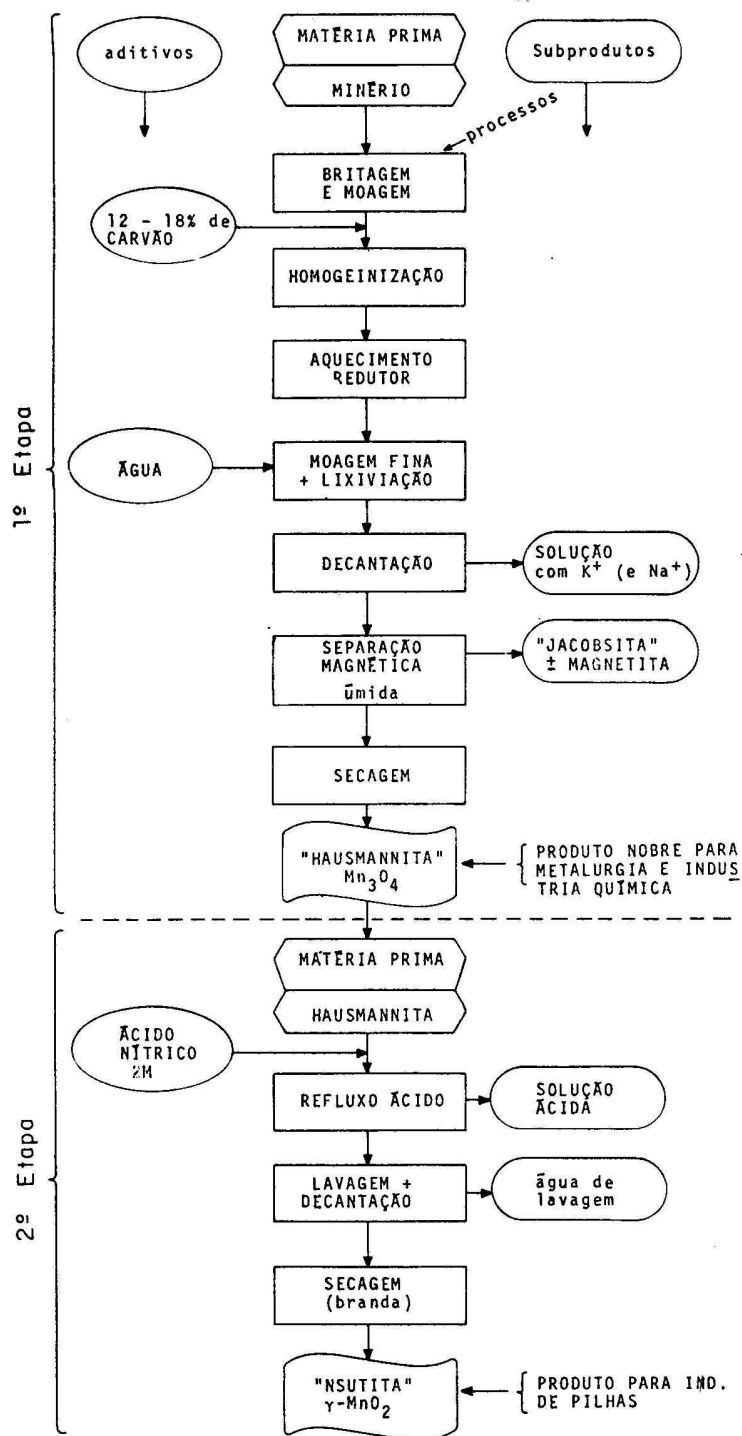 aditivos
MATÉRIA PRIMA
MINÉRIO
Subprodutos
processos
BRITAGEM
E MOAGEM
12 - 18% de
CARVÃO
HOMOGEINIZAÇÃO
AQUECIMENTO
REDUTOR
ÁGUA
MOAGEM FINA
+ LIXIVIAÇÃO
DECANTAÇÃO
SOLUÇÃO
com K⁺ (e Na⁺)
SEPARAÇÃO
MAGNÉTICA
úmida
"JACOBSITA"
± MAGNETITA
SECAGEM
"HAUSMANNITA"
Mn₃O₄
PRODUTO NOBRE PARA
METALURGIA E INDUS
TRIA QUÍMICA
1º Etapa
MATÉRIA PRIMA
HAUSMANNITA
ÁCIDO
NÍTRICO
2M
REFLUXO ÁCIDO
SOLUÇÃO
ÁCIDA
LAVAGEM +
DECANTAÇÃO
água de
lavagem
SECAGEM
(branda)
"NSUTITA"
γ-MnO₂
PRODUTO PARA IND.
DE PILHAS
2º Etapa